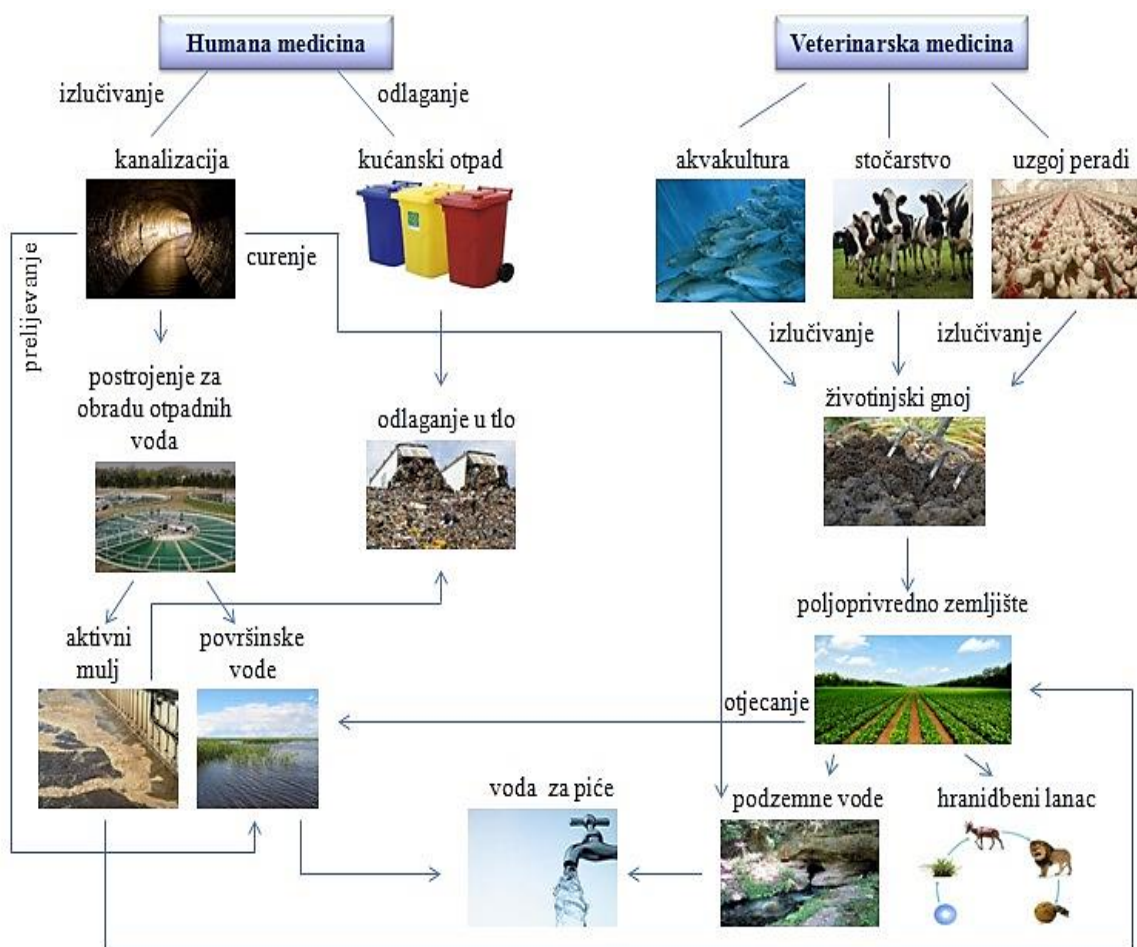 Humana medicina
Veterinarska medicina
izlučivanje
odlaganje
kanalizacija
kućanski otpad
akvakultura
stočarstvo
uzgoj peradi
prelijevanje
curenje
izlučivanje
izlučivanje
postrojenje za
obradu otpadnih
voda
odlaganje u tlo
životinjski gnoj
poljoprivredno zemljište
aktivni
mulj
površinske
vode
otjecanje
voda za piće
podzemne vode
hranidbeni lanac